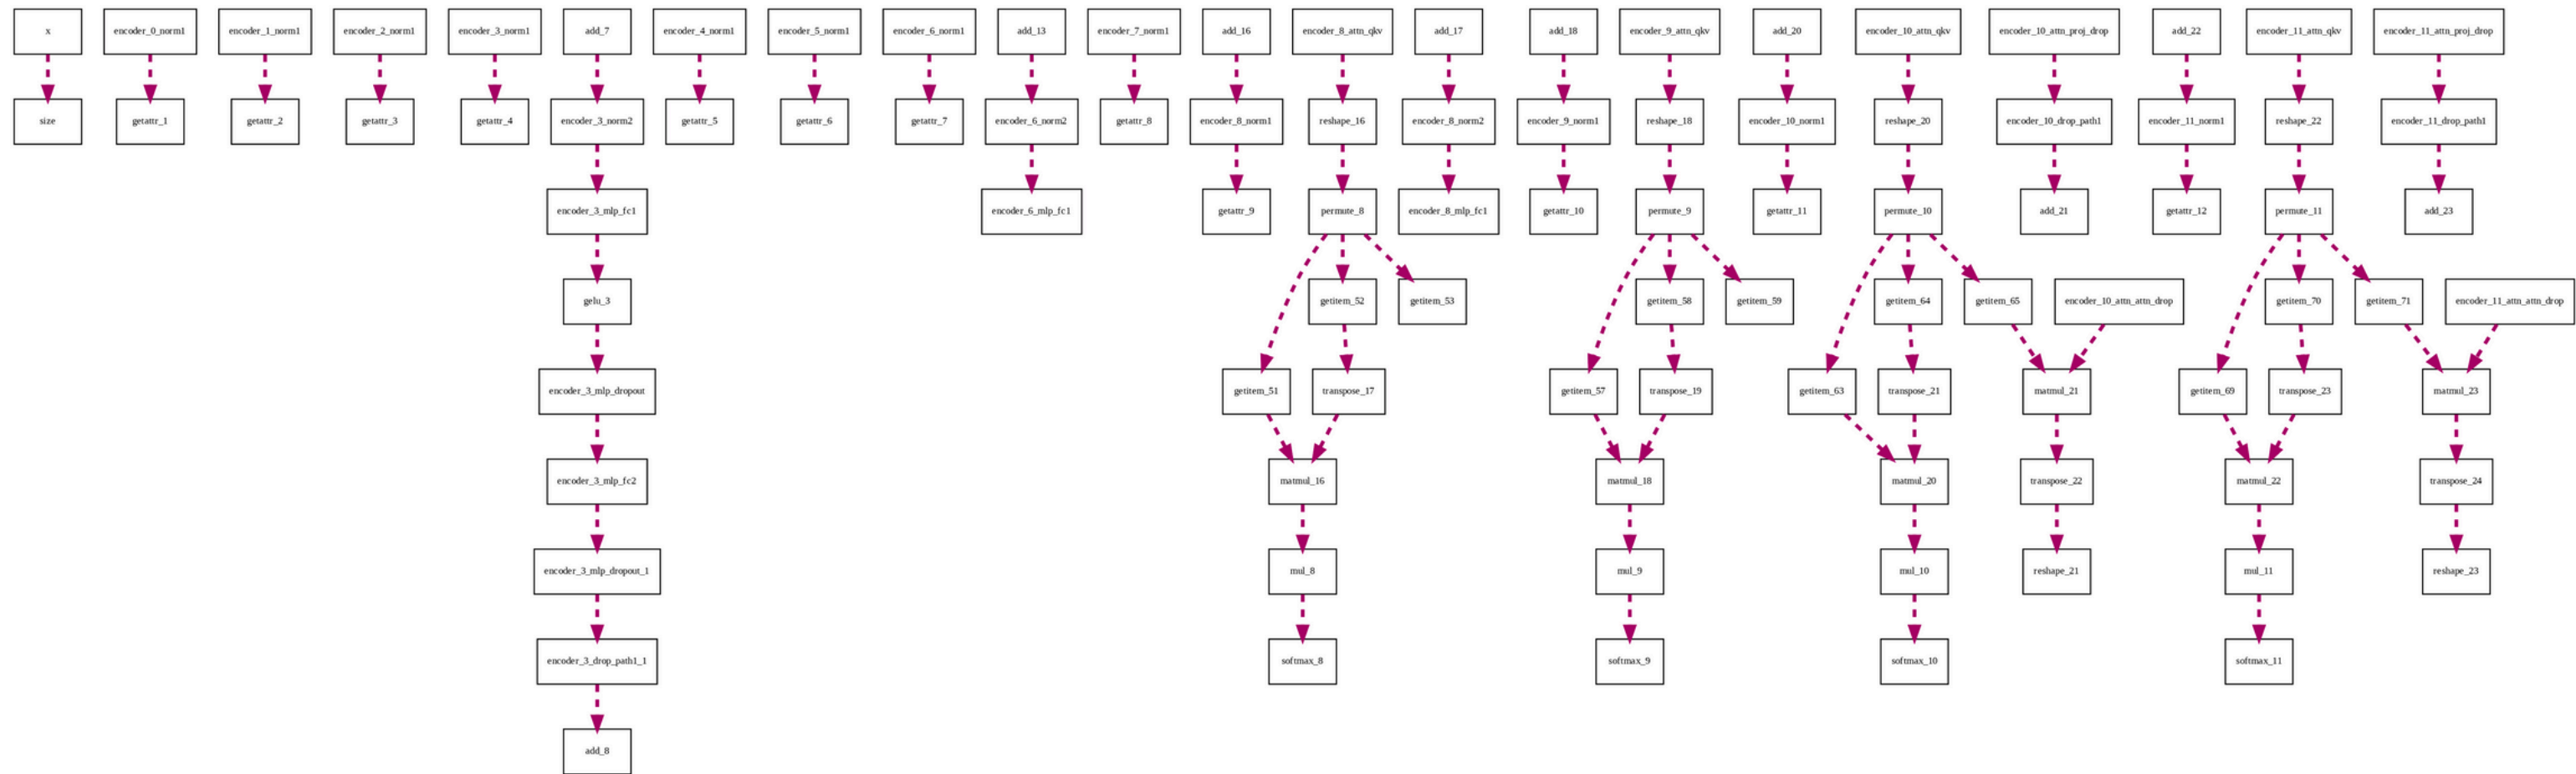 x
encoder_0_norm1
encoder_1_norm1
encoder_2_norm1
encoder_3_norm1
add_7
encoder_4_norm1
encoder_5_norm1
encoder_6_norm1
add_13
encoder_7_norm1
add_16
encoder_8_attn_qkv
add_17
add_18
encoder_9_attn_qkv
add_20
encoder_10_attn_qkv
encoder_10_attn_proj_drop
add_22
encoder_11_attn_qkv
encoder_11_attn_proj_drop
size
getattr_1
getattr_2
getattr_3
getattr_4
encoder_3_norm2
getattr_5
getattr_6
getattr_7
encoder_6_norm2
getattr_8
encoder_8_norm1
reshape_16
encoder_8_norm2
encoder_9_norm1
reshape_18
encoder_10_norm1
reshape_20
encoder_10_drop_path1
encoder_11_norm1
reshape_22
encoder_11_drop_path1
encoder_3_mlp_fc1
encoder_6_mlp_fc1
getattr_9
permute_8
encoder_8_mlp_fc1
getattr_10
permute_9
getattr_11
permute_10
add_21
getattr_12
permute_11
add_23
gelu_3
getitem_52
getitem_53
getitem_58
getitem_59
getitem_64
getitem_65
encoder_10_attn_attn_drop
getitem_70
getitem_71
encoder_11_attn_attn_drop
encoder_3_mlp_dropout
getitem_51
transpose_17
getitem_57
transpose_19
getitem_63
transpose_21
matmul_21
getitem_69
transpose_23
matmul_23
encoder_3_mlp_fc2
matmul_16
matmul_18
matmul_20
transpose_22
matmul_22
transpose_24
encoder_3_mlp_dropout_1
mul_8
mul_9
mul_10
reshape_21
mul_11
reshape_23
encoder_3_drop_path1_1
softmax_8
softmax_9
softmax_10
softmax_11
add_8